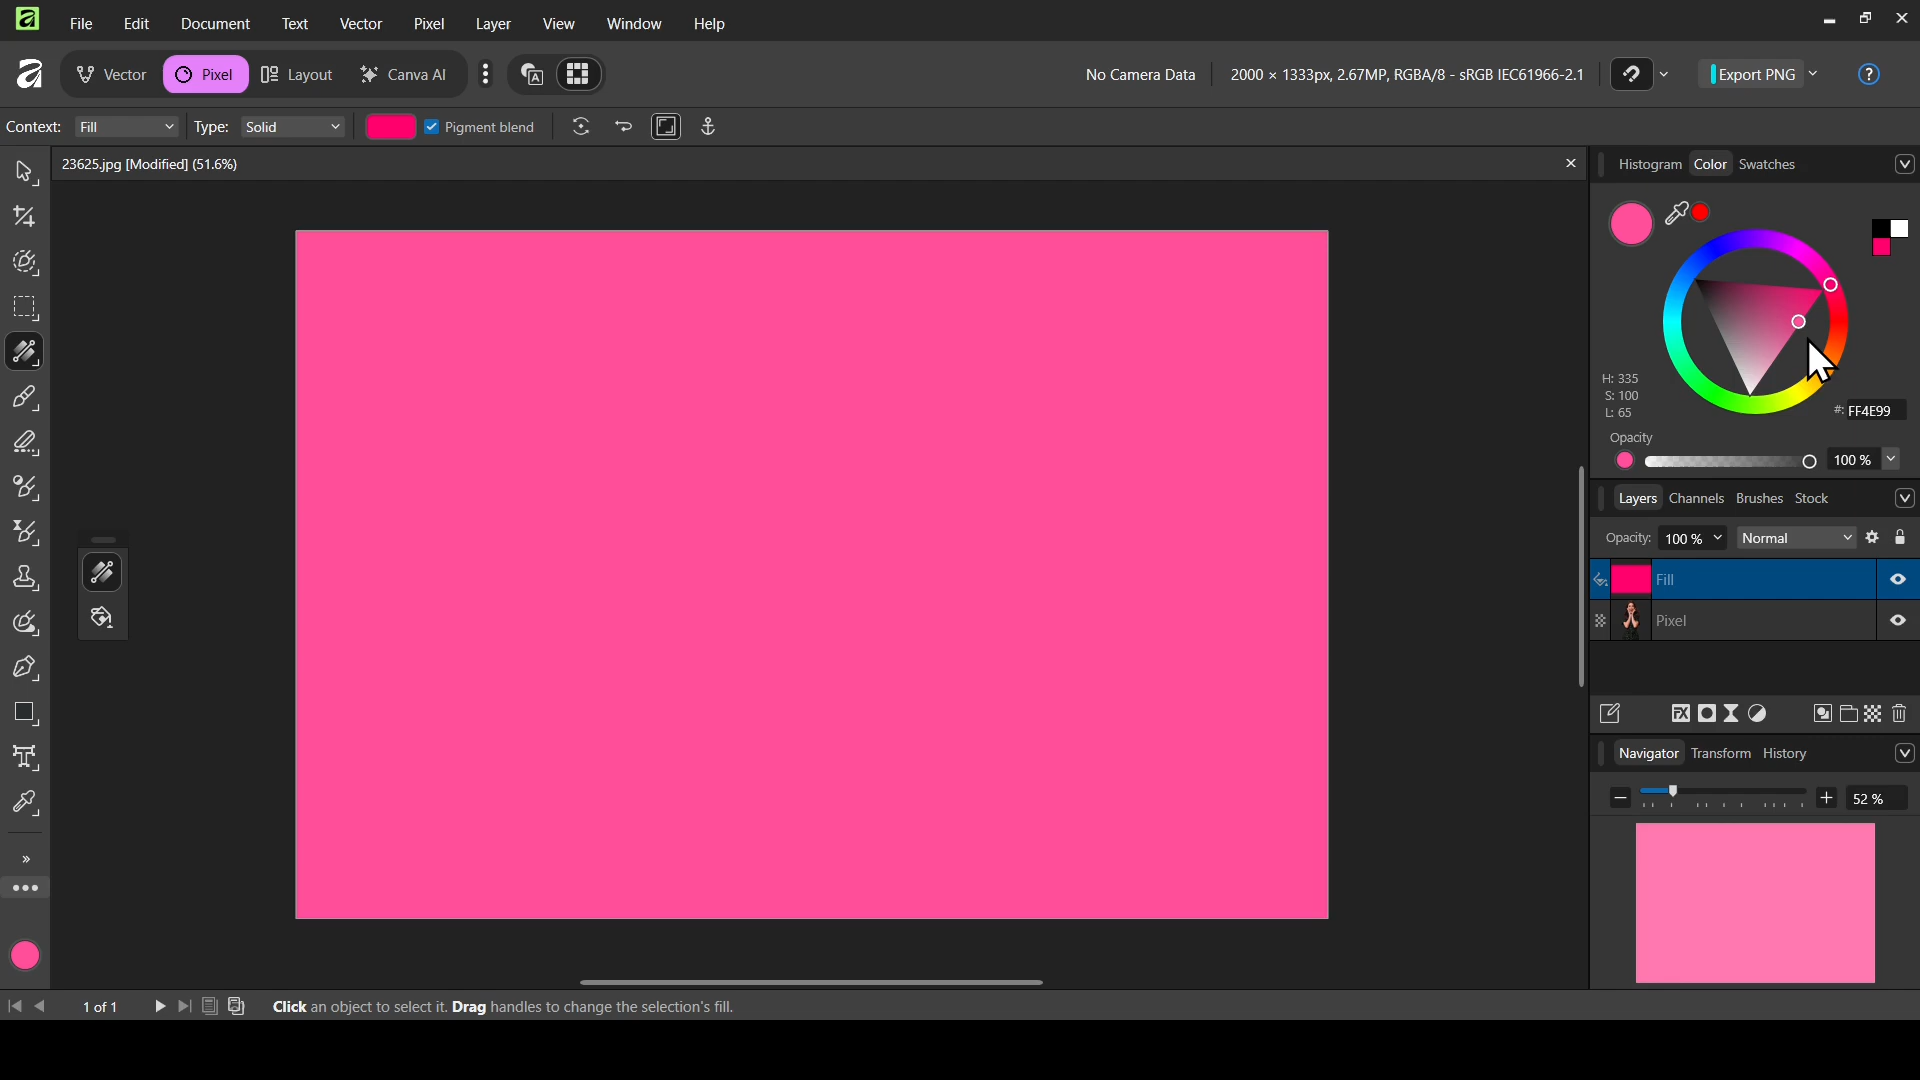 File Edit Document Text Vector Pixel Layer View Window Help
Vector Pixel Layout Canva AI No Camera Data 2000 × 1333px, 2.67MP, RGBA/8 - sRGB IEC61966-2.1 Export PNG ?
Context: Fill Type: Solid Pigment blend
23625.jpg [Modified] (51.6%)
Histogram Color Swatches
H: 335
S: 100
L: 65
#: FF4E99
Opacity
100 %
Layers Channels Brushes Stock
Opacity: 100 % Normal
Fill
Pixel
Navigator Transform History
52 %
1 of 1 Click an object to select it. Drag handles to change the selection's fill.